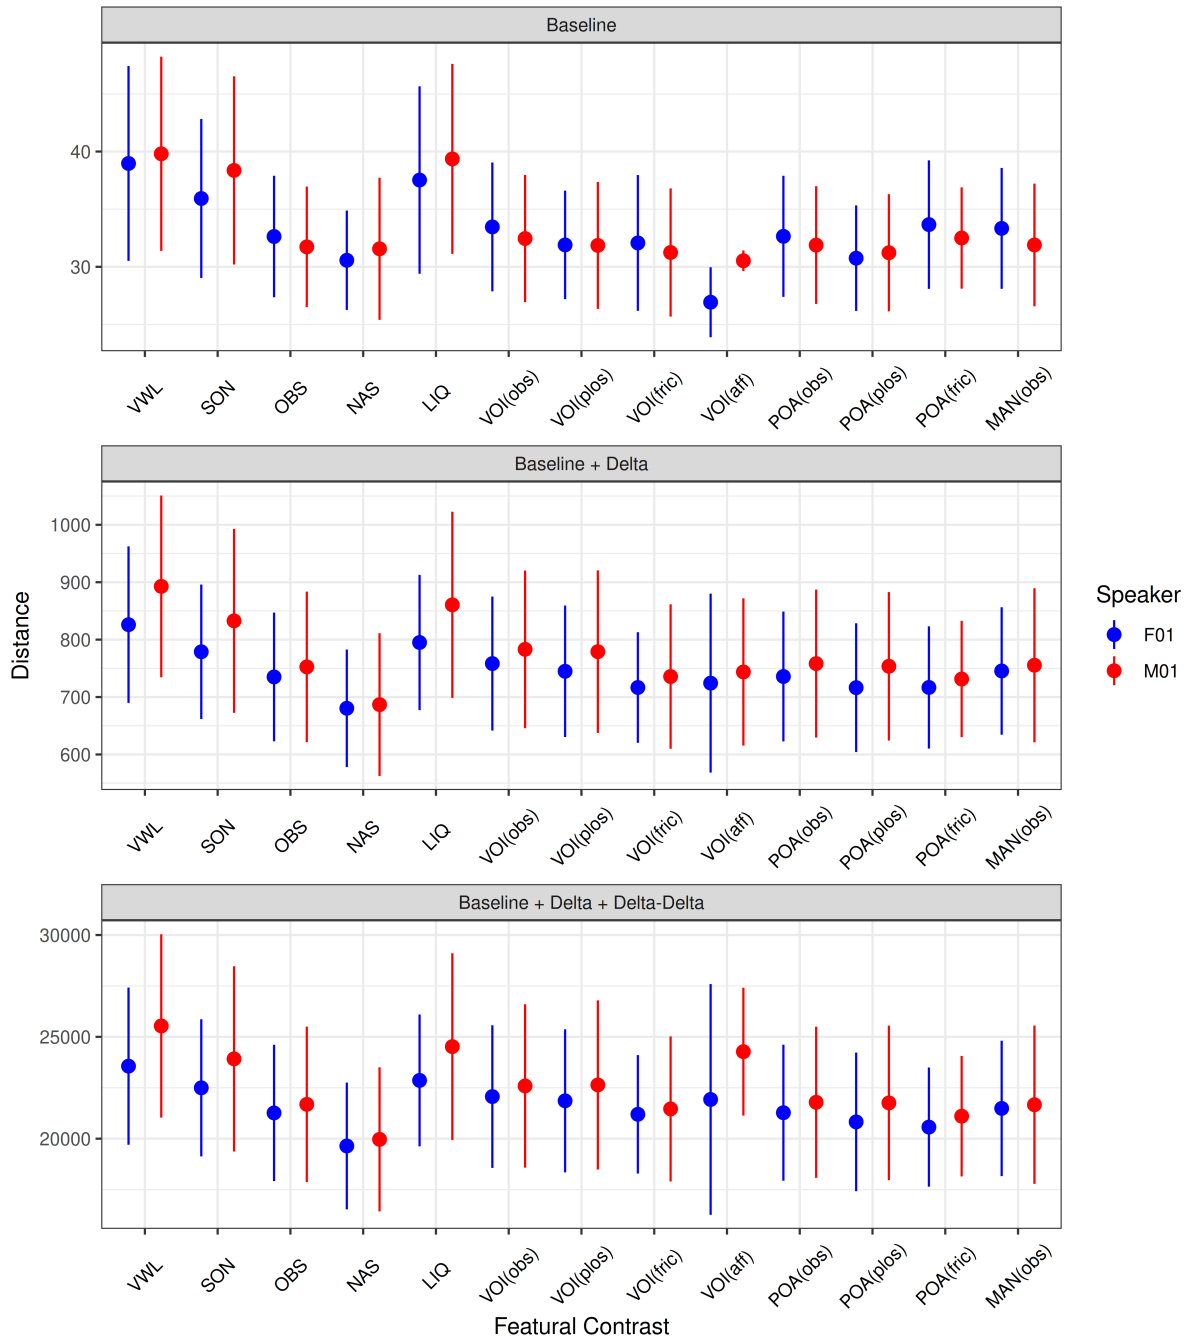 Baseline
40
30
VWL SON OBS NAS LIQ VOI(obs) VOI(plos) VOI(fric) VOI(aff) POA(obs) POA(plos) POA(fric) MAN(obs)
Baseline + Delta
1000
900
800
700
600
VWL SON OBS NAS LIQ VOI(obs) VOI(plos) VOI(fric) VOI(aff) POA(obs) POA(plos) POA(fric) MAN(obs)
Baseline + Delta + Delta-Delta
30000
25000
20000
VWL SON OBS NAS LIQ VOI(obs) VOI(plos) VOI(fric) VOI(aff) POA(obs) POA(plos) POA(fric) MAN(obs)
Featural Contrast
Distance
Speaker
F01
M01